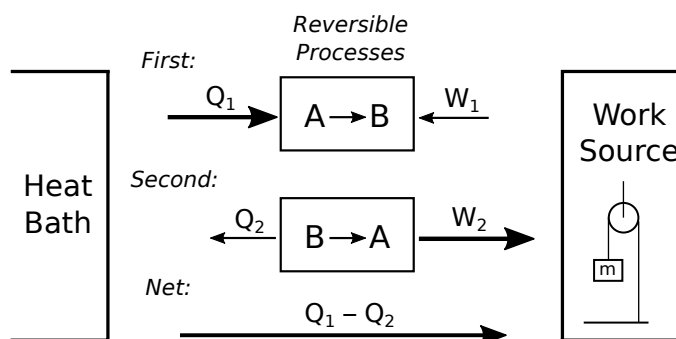 Reversible
Processes
First:
Q₁
A → B
W₁
Work
Source
Heat
Bath
Second:
Q₂
B → A
W₂
m
Net:
Q₁ – Q₂